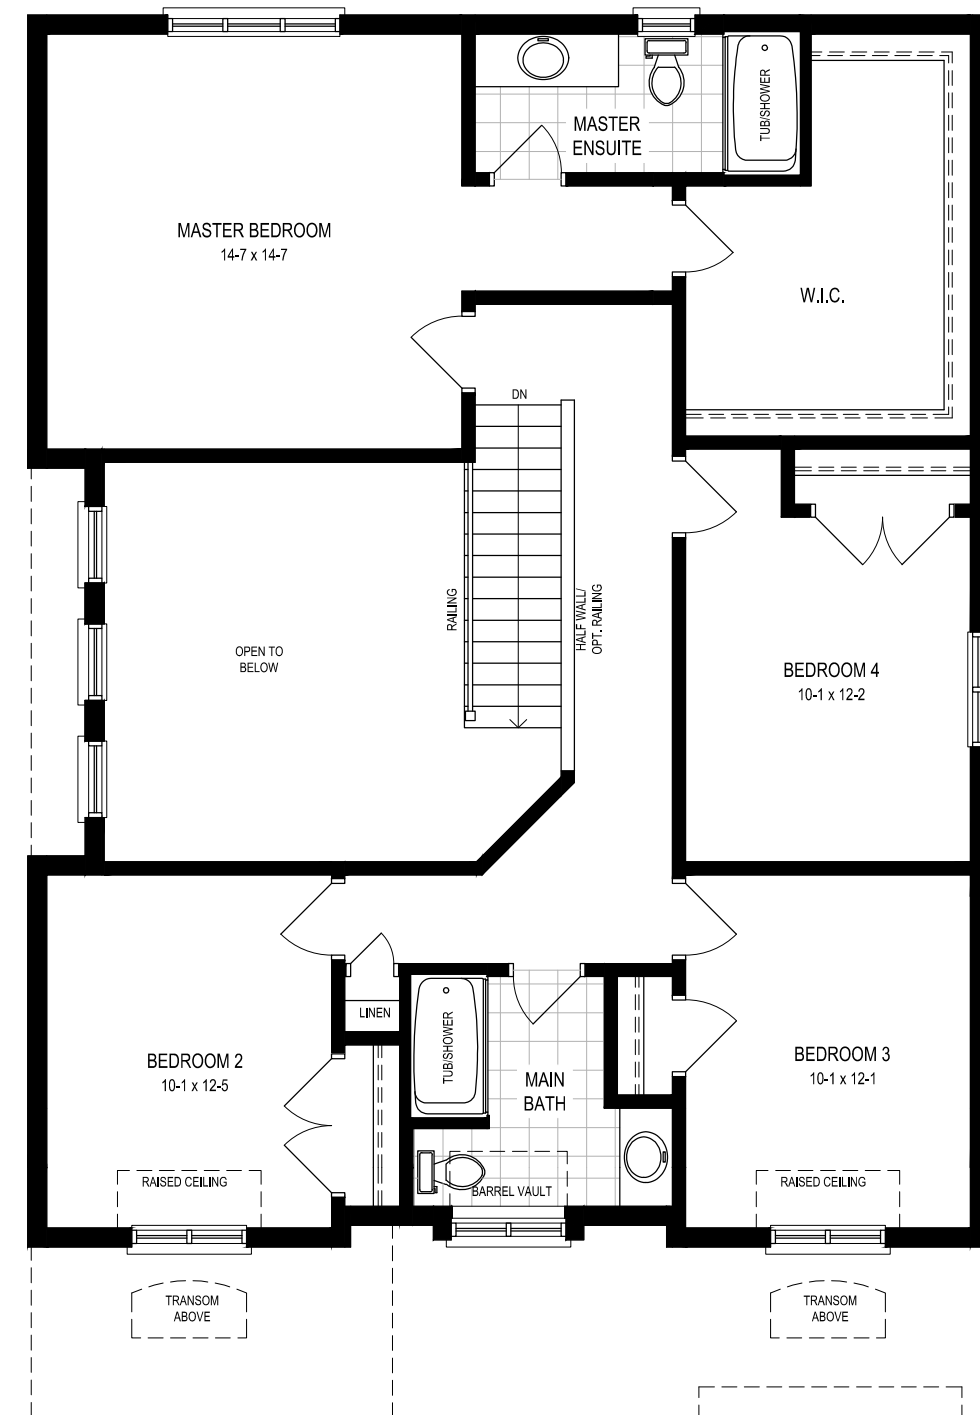 MASTER
ENSUITE
TUB/SHOWER
MASTER BEDROOM
14-7 x 14-7
W.I.C.
DN
RAILING
HALF WALL/
OPT. RAILING
OPEN TO
BELOW
BEDROOM 4
10-1 x 12-2
LINEN
TUB/SHOWER
BEDROOM 2
10-1 x 12-5
MAIN
BATH
BEDROOM 3
10-1 x 12-1
RAISED CEILING
BARREL VAULT
RAISED CEILING
TRANSOM
ABOVE
TRANSOM
ABOVE